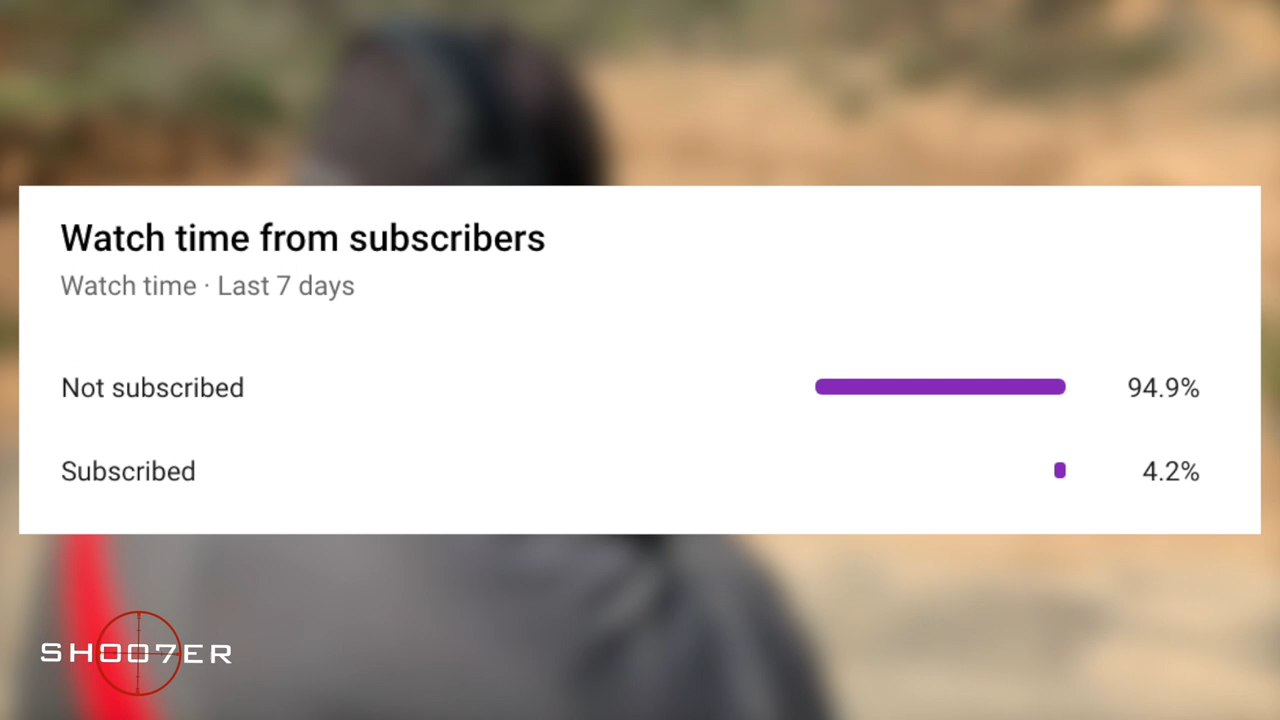 Watch time from subscribers
Watch time · Last 7 days
Not subscribed 94.9%
Subscribed 4.2%
SHOO7ER